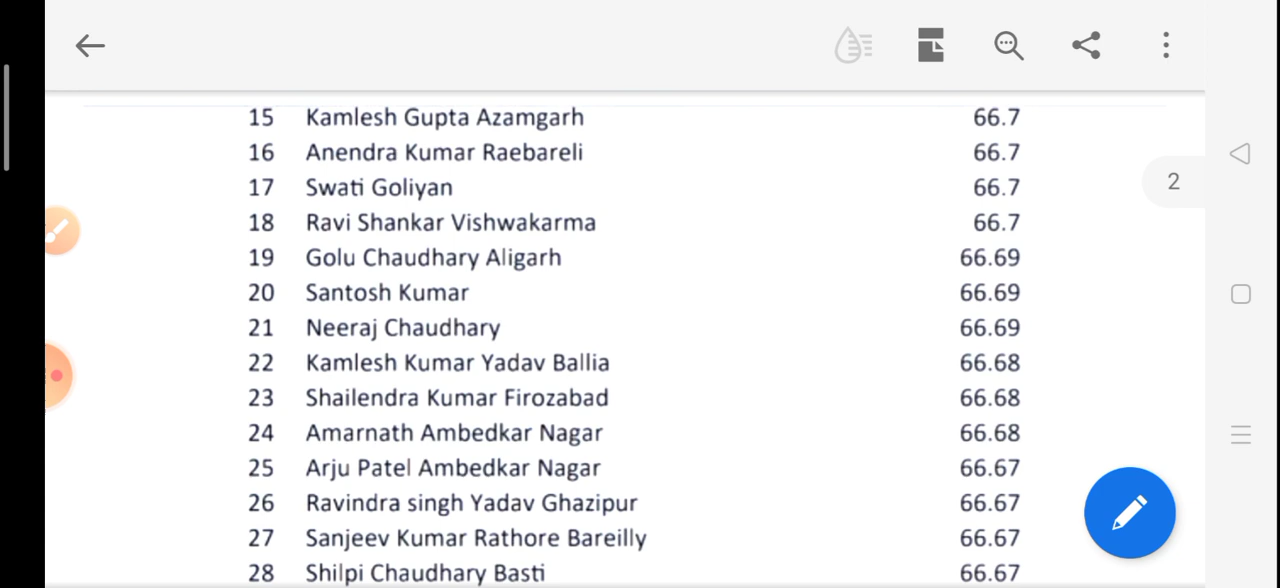 15 Kamlesh Gupta Azamgarh 66.7
16 Anendra Kumar Raebareli 66.7
2
17 Swati Goliyan 66.7
18 Ravi Shankar Vishwakarma 66.7
19 Golu Chaudhary Aligarh 66.69
20 Santosh Kumar 66.69
21 Neeraj Chaudhary 66.69
22 Kamlesh Kumar Yadav Ballia 66.68
23 Shailendra Kumar Firozabad 66.68
24 Amarnath Ambedkar Nagar 66.68
25 Arju Patel Ambedkar Nagar 66.67
26 Ravindra singh Yadav Ghazipur 66.67
27 Sanjeev Kumar Rathore Bareilly 66.67
28 Shilpi Chaudhary Basti 66.67